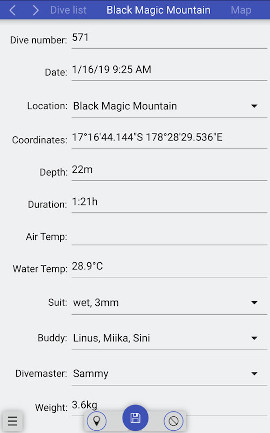 Dive list Black Magic Mountain Map
Dive number: 571
Date: 1/16/19 9:25 AM
Location: Black Magic Mountain
Coordinates: 17°16'44.144"S 178°28'29.536"E
Depth: 22m
Duration: 1:21h
Air Temp:
Water Temp: 28.9°C
Suit: wet, 3mm
Buddy: Linus, Miika, Sini
Divemaster: Sammy
Weight: 3.6kg